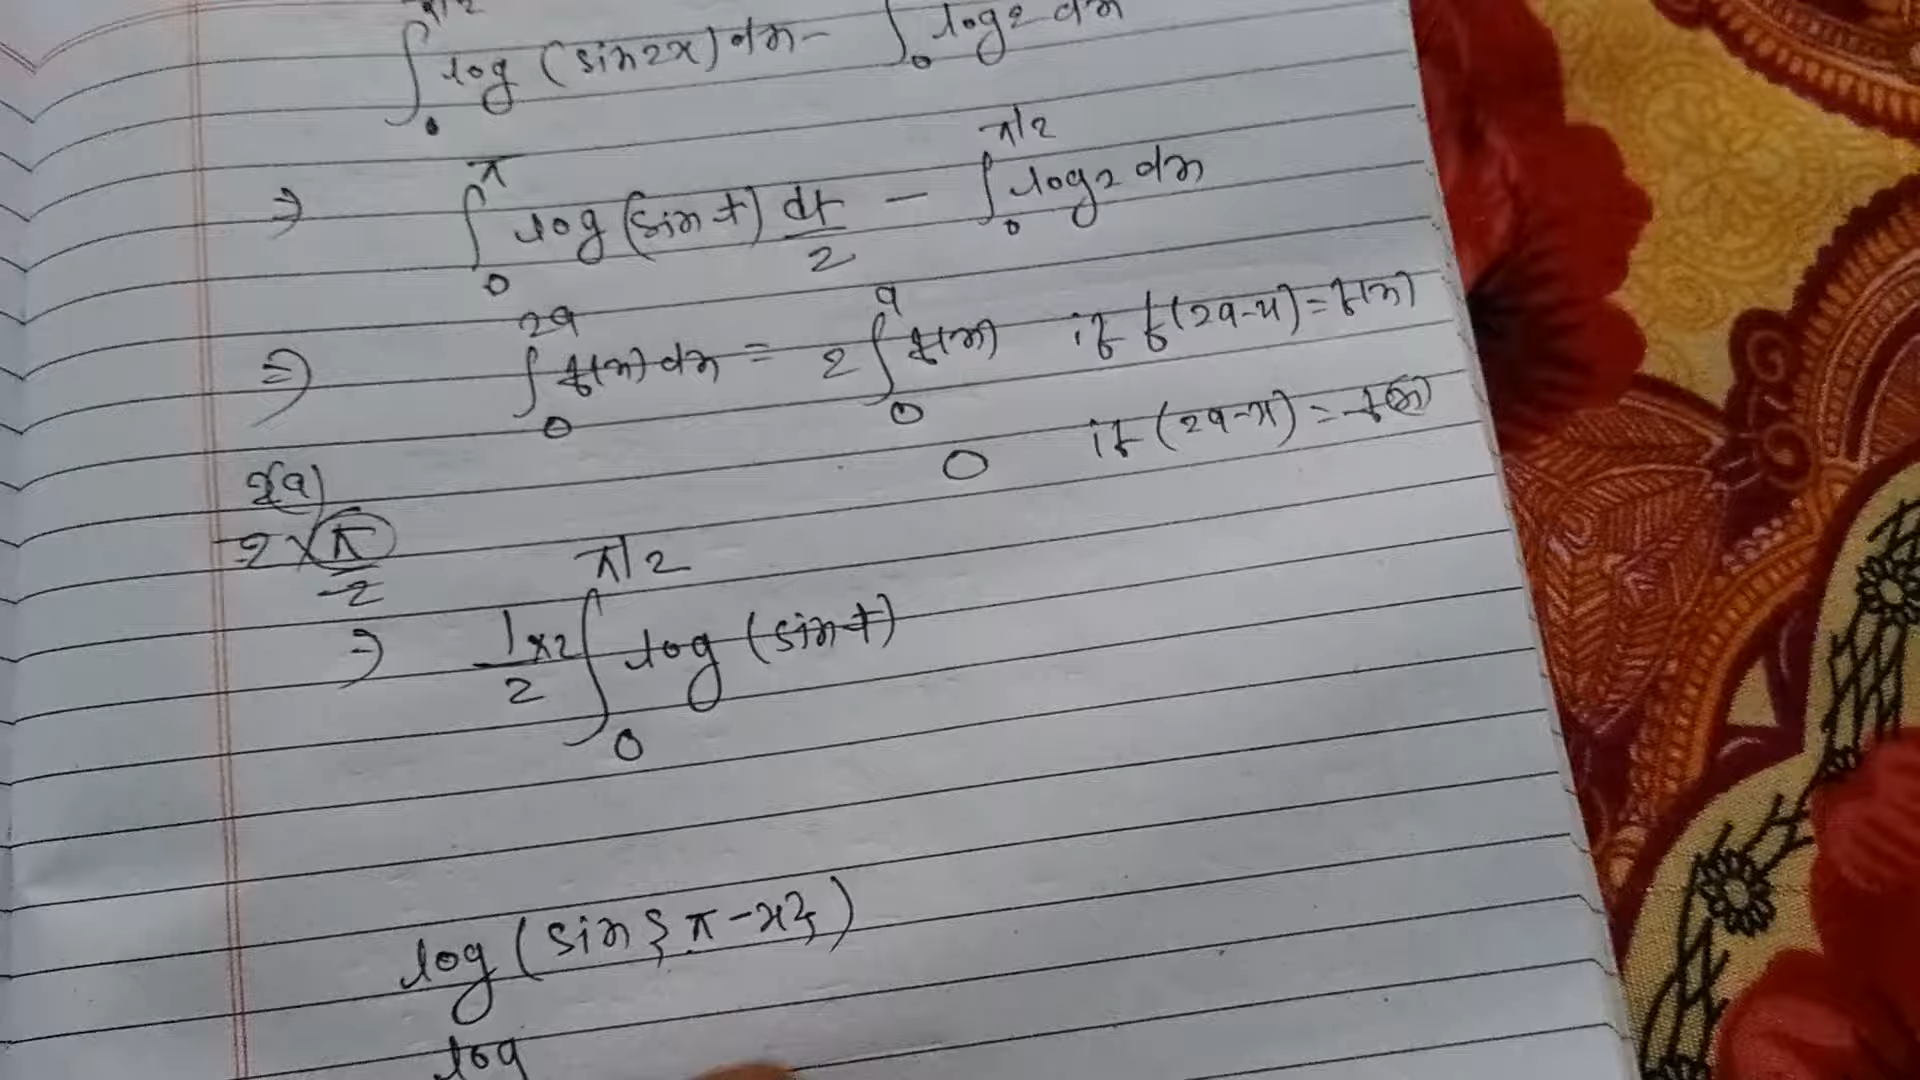 ∫₀^π/2 log (sin2x) dx - ∫₀ log2 dx
⇒ ∫₀^π log (sin t) dt/2 - ∫₀^π/2 log2 dx
⇒ ∫₀^2a f(x) dx = 2 ∫₀^a f(x) if f(2a-x) = f(x)
0 if (2a-x) = -f(x)
2(a)
2 × π/2
⇒ 1/2 ×2 ∫₀^π/2 log (sin t)
log (sin{π-x})
log